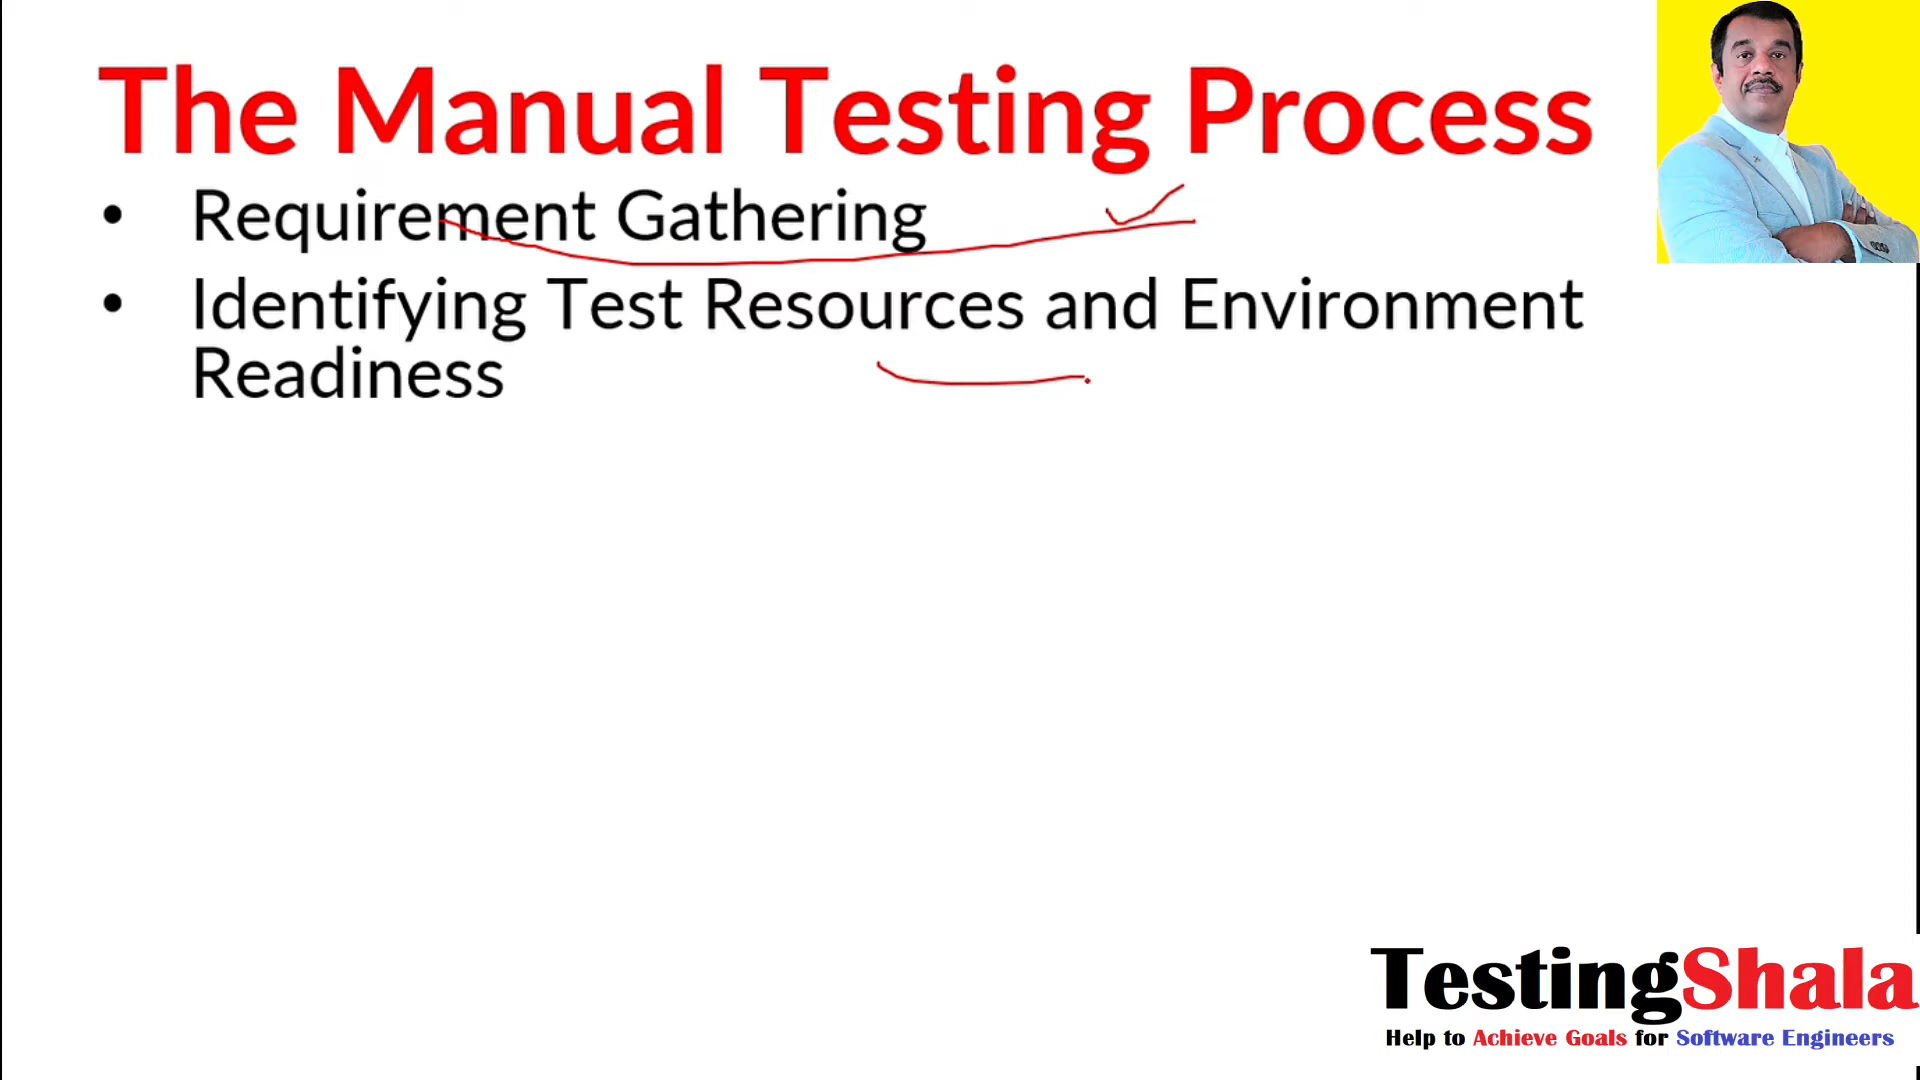 The Manual Testing Process
• Requirement Gathering
• Identifying Test Resources and Environment
Readiness
TestingShala
Help to Achieve Goals for Software Engineers